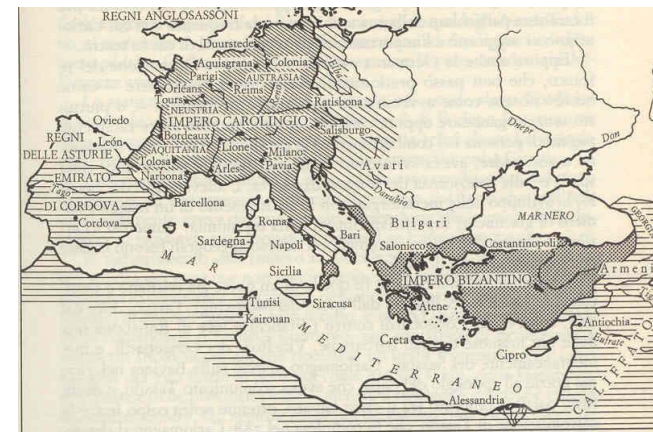 REGNI ANGLOSASSONI
Duurstede
Aquisgrana
Colonia
Parigi
AUSTRASIA
Elba
Orléans
Reims
Reno
Tours
NEUSTRIA
Ratisbona
IMPERO CAROLINGIO
Salisburgo
Dnepr
Don
Oviedo
León
REGNI
DELLE ASTURIE
Bordeaux
AQUITANIA
Lione
Milano
Pavia
Avari
Tolosa
Arles
Narbona
EMIRATO
Tago
DI CORDOVA
Cordova
Barcellona
Danubio
Bulgari
MAR NERO
GEORGIA
Roma
Bari
Sardegna
Napoli
Salonicco
Costantinopoli
Armeni
MAR
Sicilia
IMPERO BIZANTINO
Atene
Tunisi
Siracusa
Kairouan
Antiochia
Eufrate
Creta
Cipro
MEDITERRANEO
CALIFFATO
Alessandria